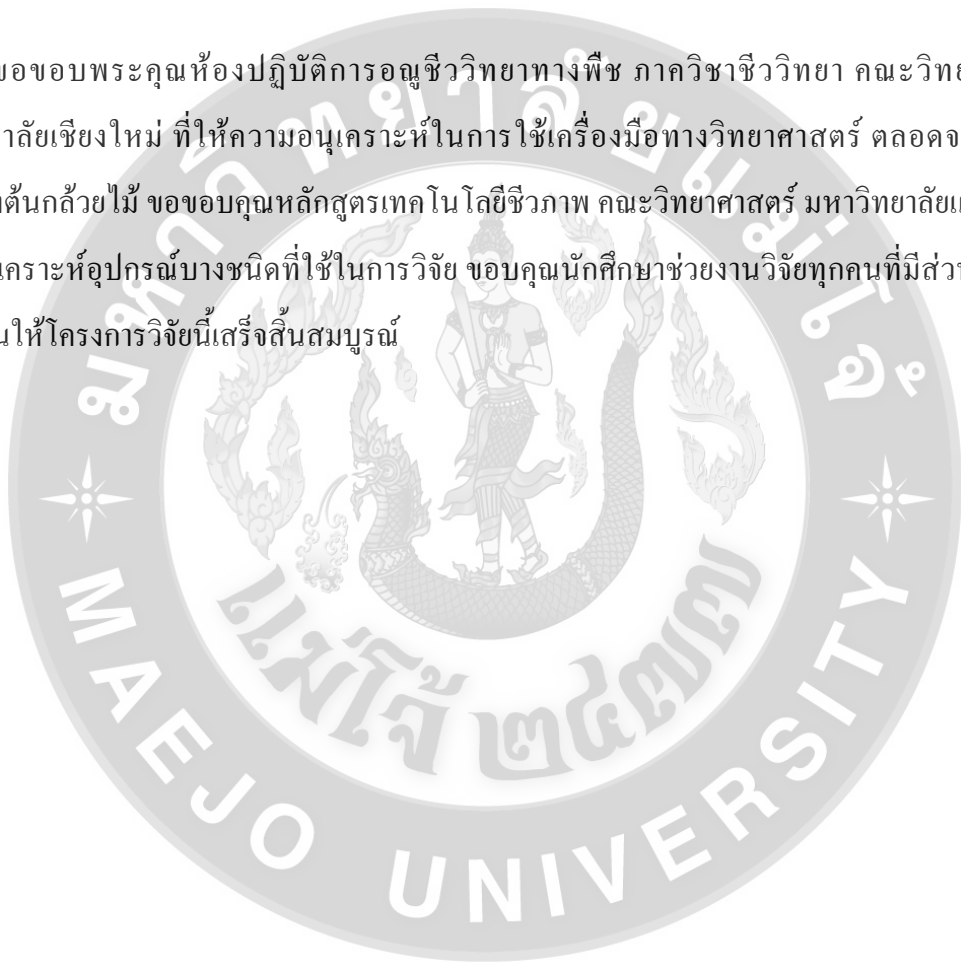 ขอขอบพระคุณห้องปฏิบัติการอณูชีววิทยาทางพืช ภาควิชาชีววิทยา คณะวิทย
าลัยเชียงใหม่ ที่ให้ความอนุเคราะห์ในการใช้เครื่องมือทางวิทยาศาสตร์ ตลอดจ
ต้นกล้วยไม้ ขอขอบคุณหลักสูตรเทคโนโลยีชีวภาพ คณะวิทยาศาสตร์ มหาวิทยาลัย
เคราะห์อุปกรณ์บางชนิดที่ใช้ในการวิจัย ขอบคุณนักศึกษาช่วยงานวิจัยทุกคนที่มีส่ว
นให้โครงการวิจัยนี้เสร็จสิ้นสมบูรณ์
มหาวิทยาลัยแม่โจ้
แม่โจ้ ๒๔๗๗
MAEJO UNIVERSITY